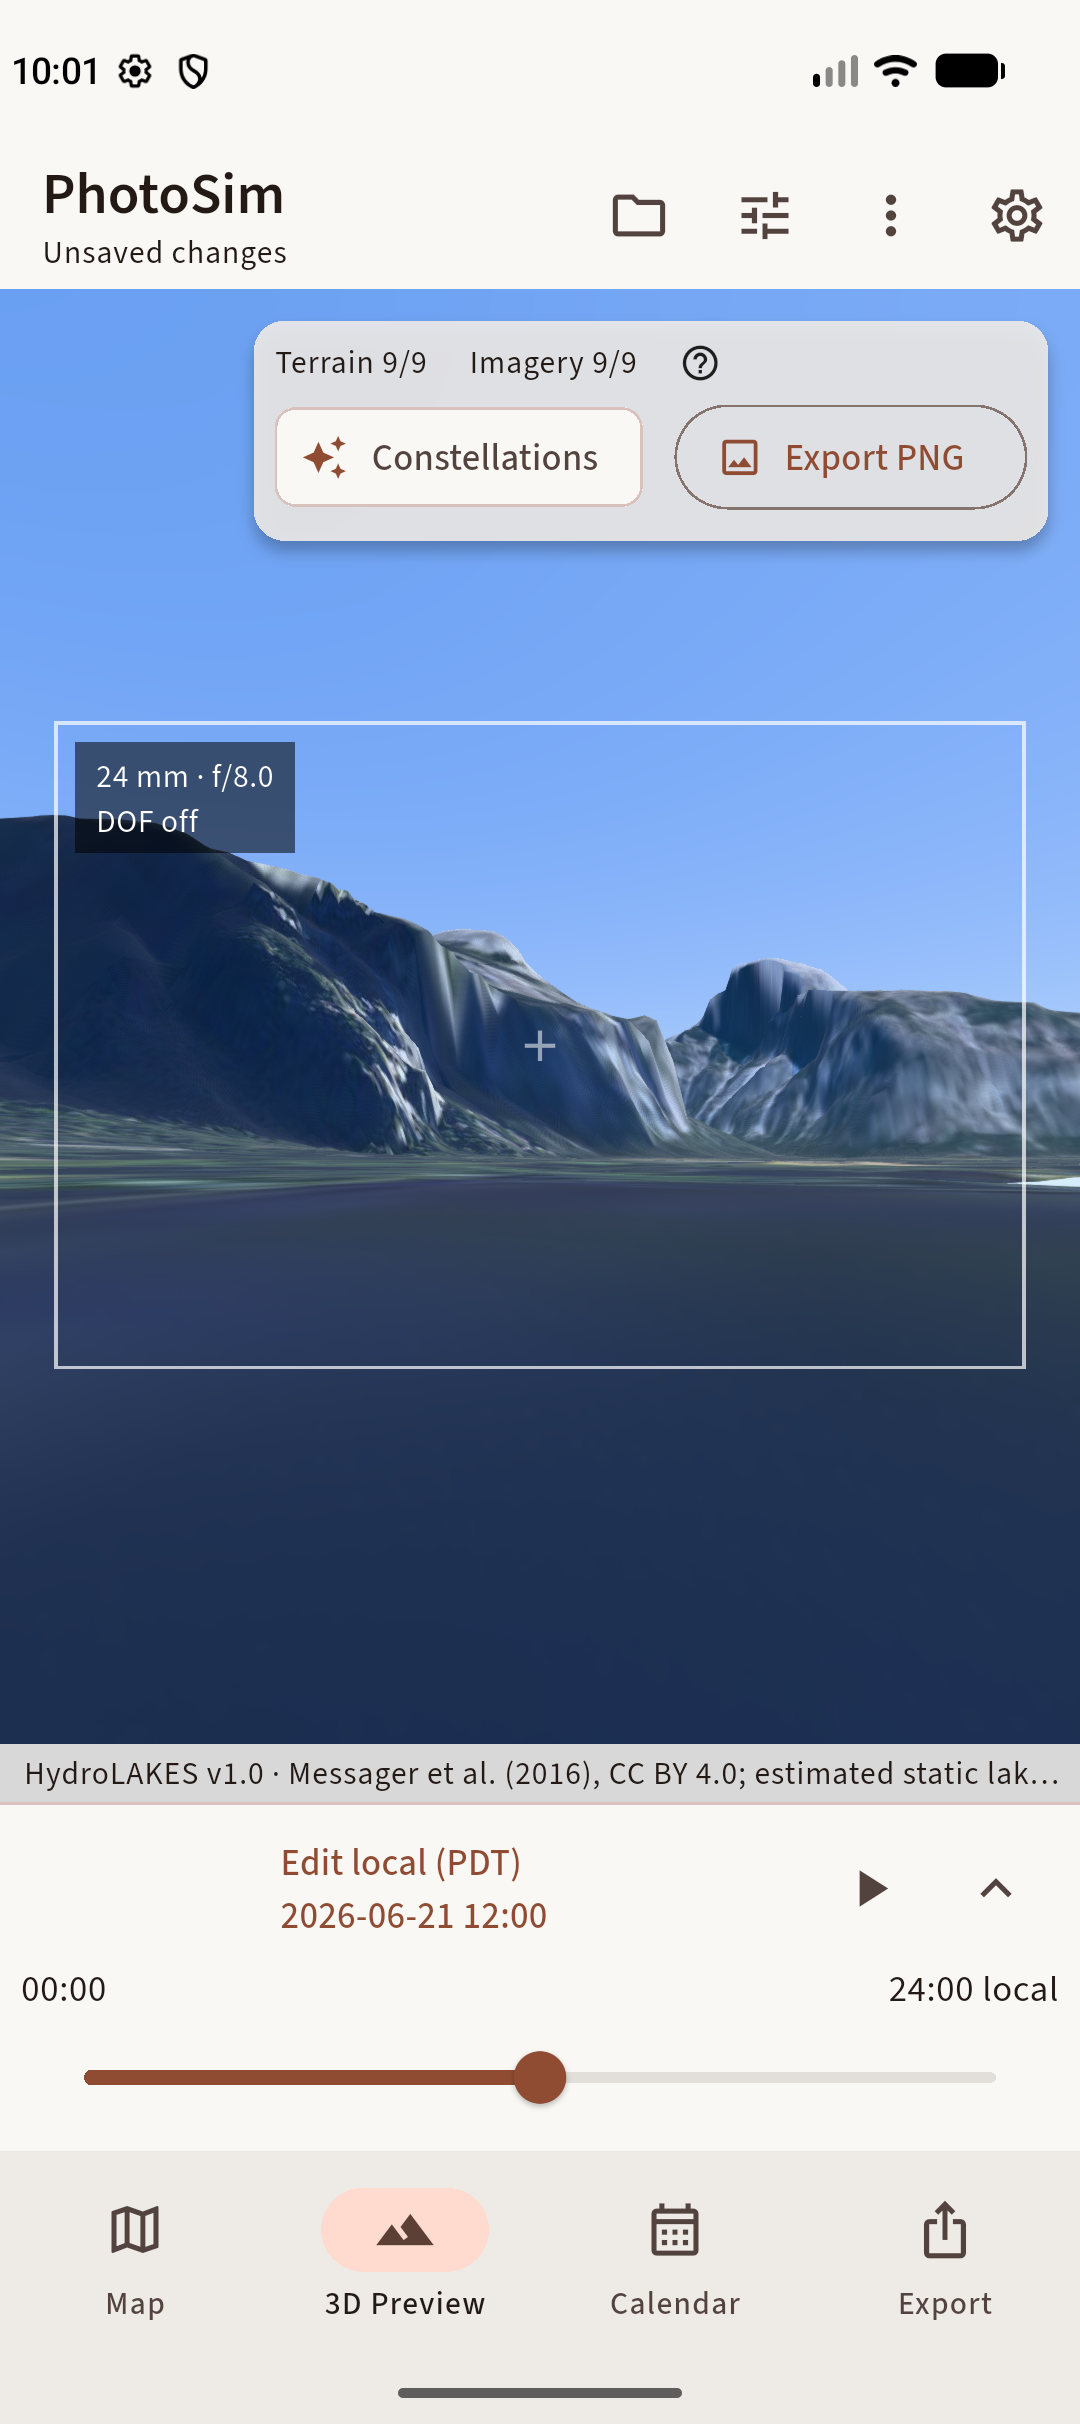 10:01
PhotoSim
Unsaved changes
Terrain 9/9 Imagery 9/9
Constellations
Export PNG
24 mm · f/8.0
DOF off
HydroLAKES v1.0 · Messager et al. (2016), CC BY 4.0; estimated static lak…
Edit local (PDT)
2026-06-21 12:00
00:00
24:00 local
Map
3D Preview
Calendar
Export